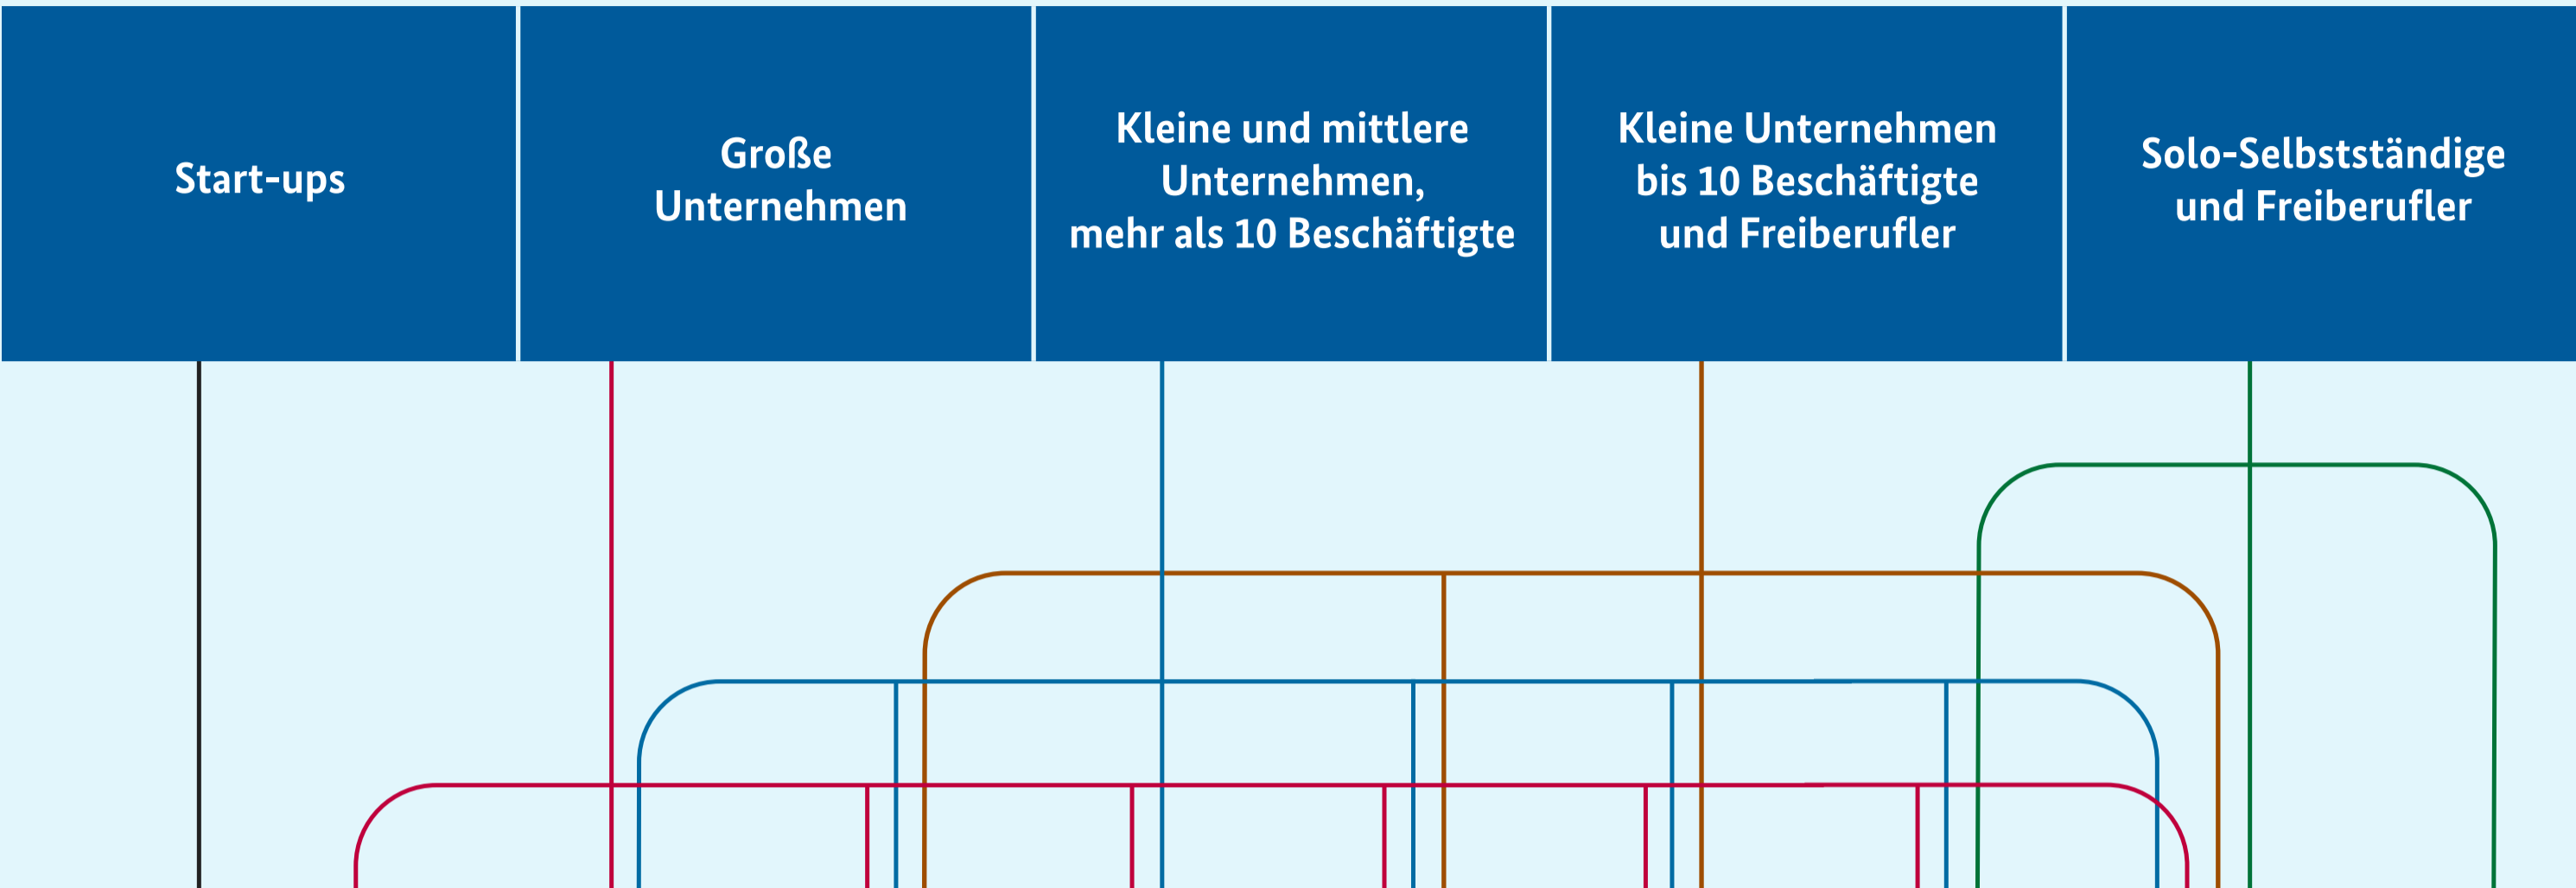 Start-ups
Große
Unternehmen
Kleine und mittlere
Unternehmen,
mehr als 10 Beschäftigte
Kleine Unternehmen
bis 10 Beschäftigte
und Freiberufler
Solo-Selbstständige
und Freiberufler